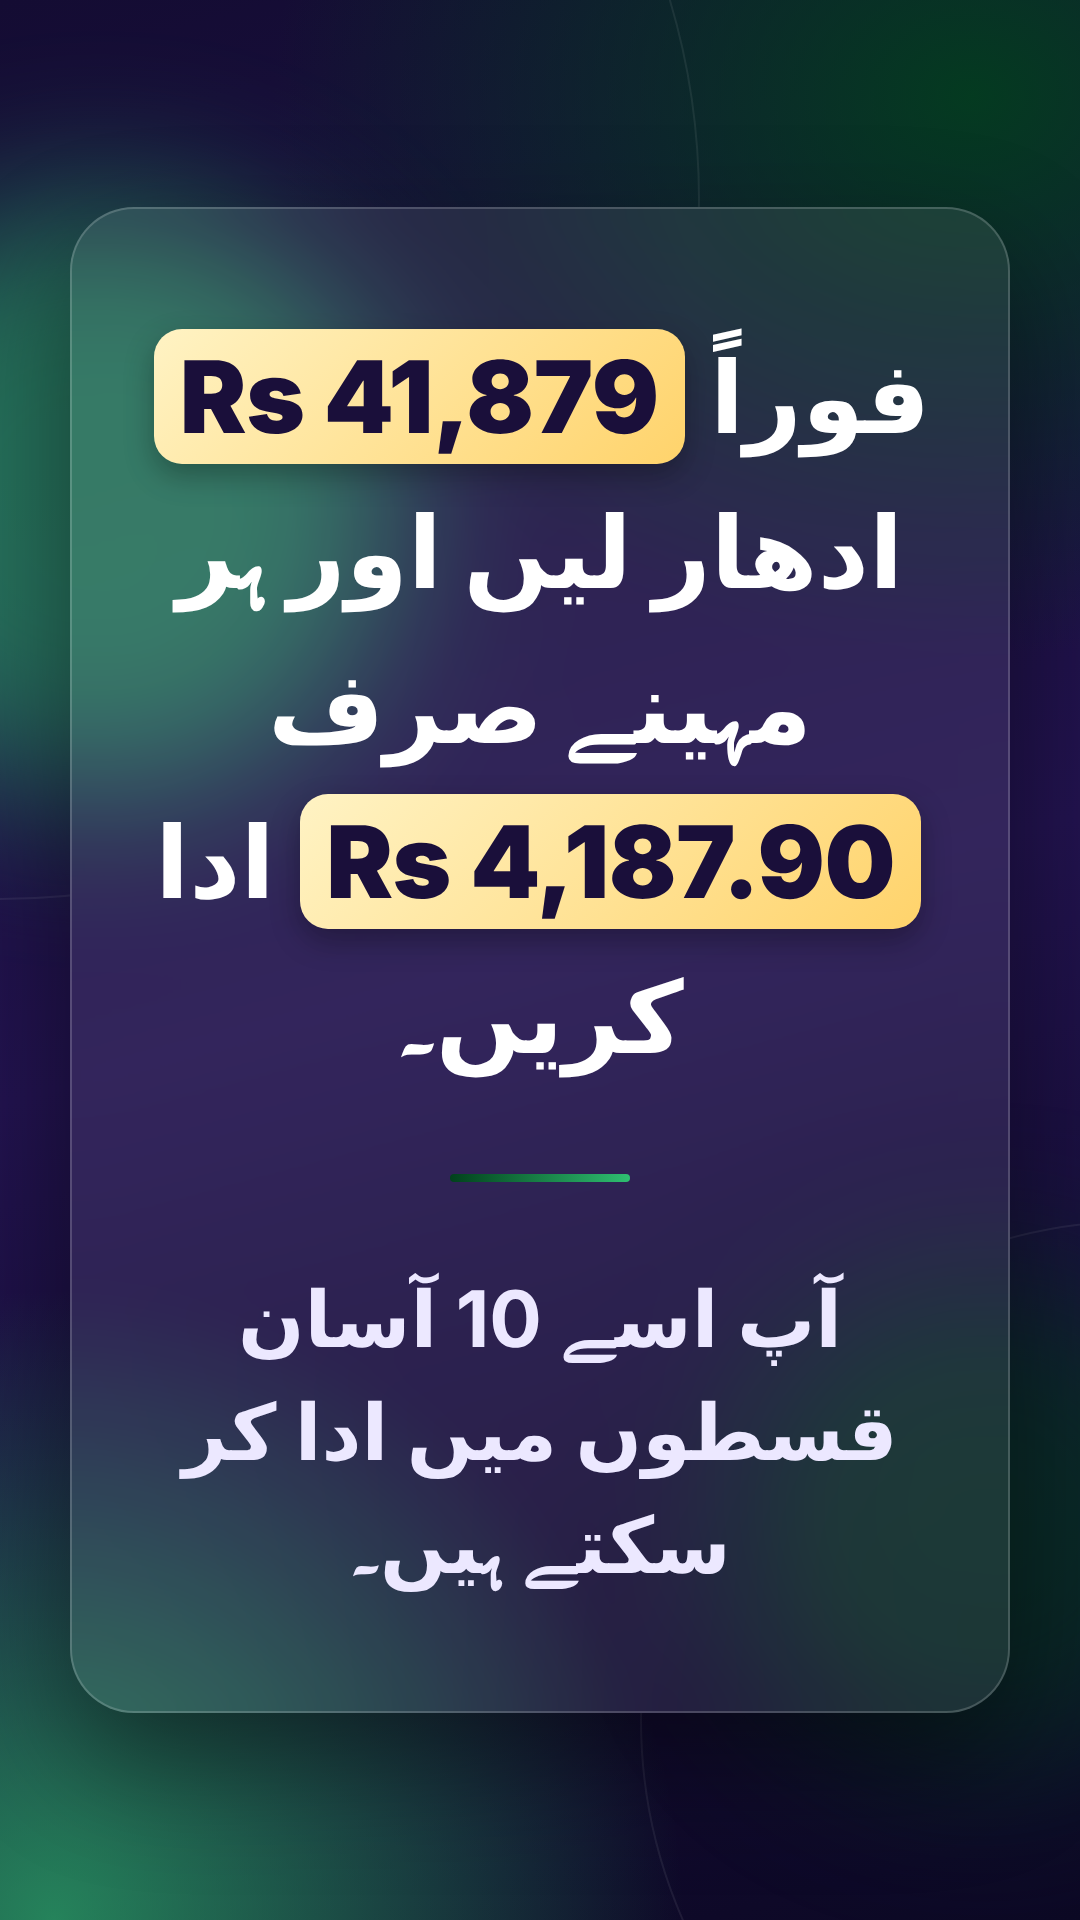 فوراً Rs 41,879
ادھار لیں اور ہر
مہینے صرف
Rs 4,187.90 ادا
کریں۔
آپ اسے 10 آسان
قسطوں میں ادا کر
سکتے ہیں۔